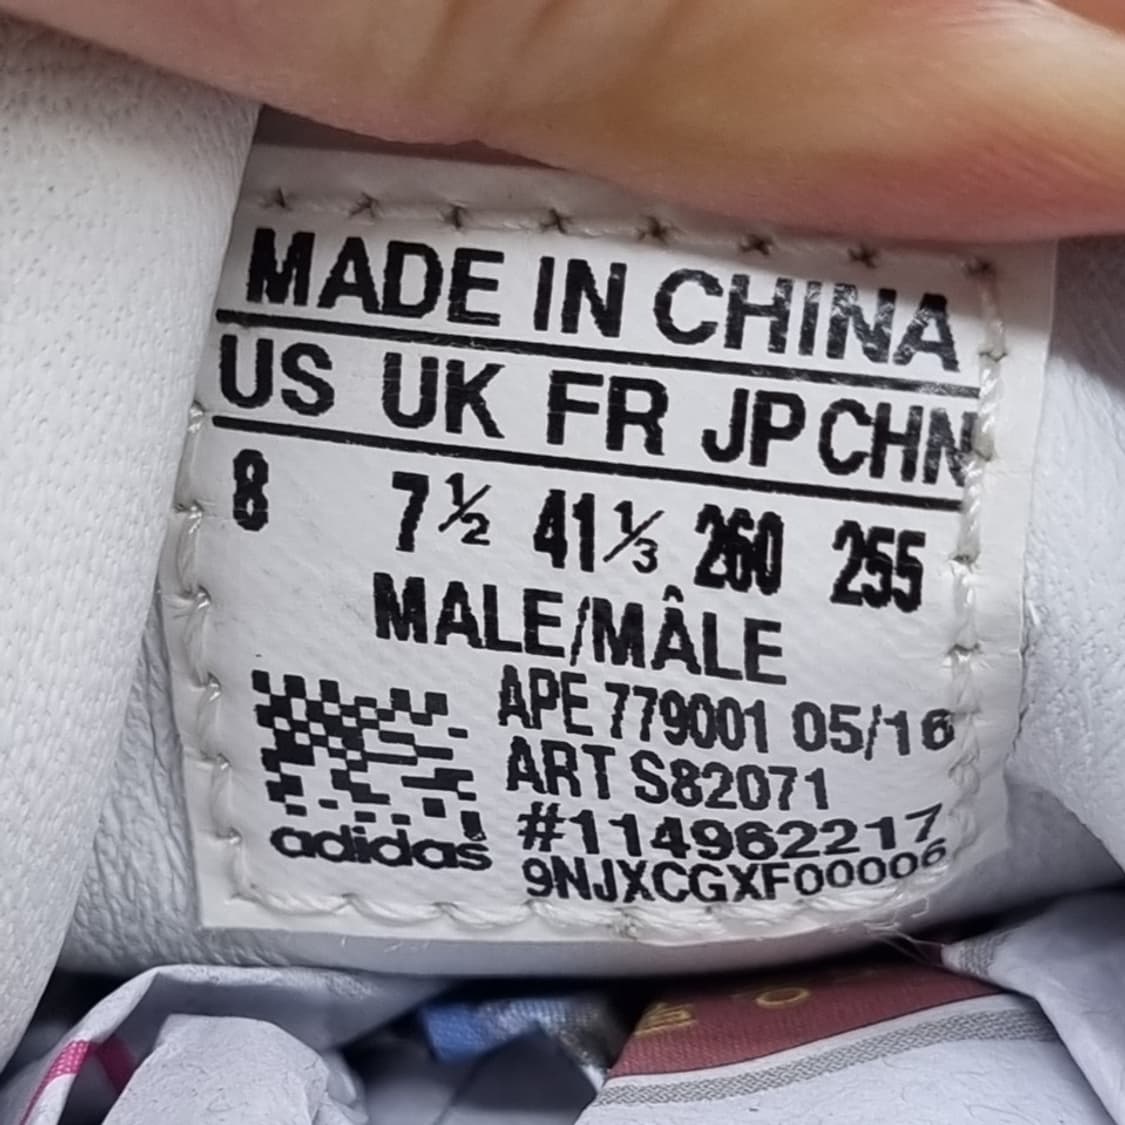 MADE IN CHINA
US UK FR JP CHN
8 7½ 41⅓ 260 255
MALE/MÂLE
APE 779001 05/16
ART S82071
#114962217
9NJXCGXF00006
adidas